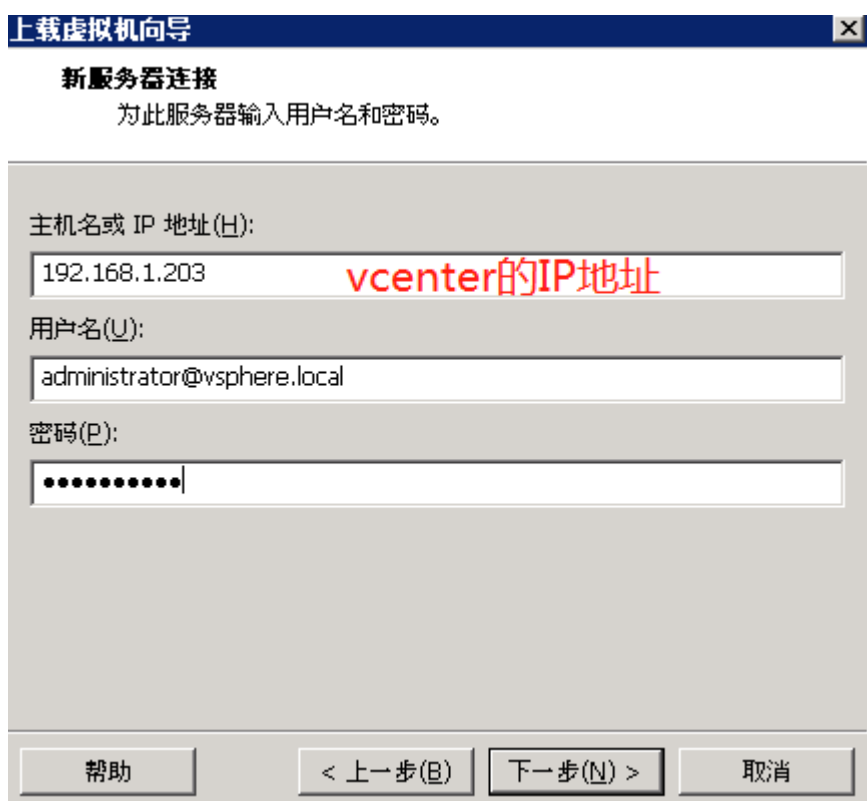 上载虚拟机向导
新服务器连接
为此服务器输入用户名和密码。
主机名或 IP 地址(H):
192.168.1.203 vcenter的IP地址
用户名(U):
administrator@vsphere.local
密码(P):
●●●●●●●●●●
帮助 < 上一步(B) 下一步(N) > 取消